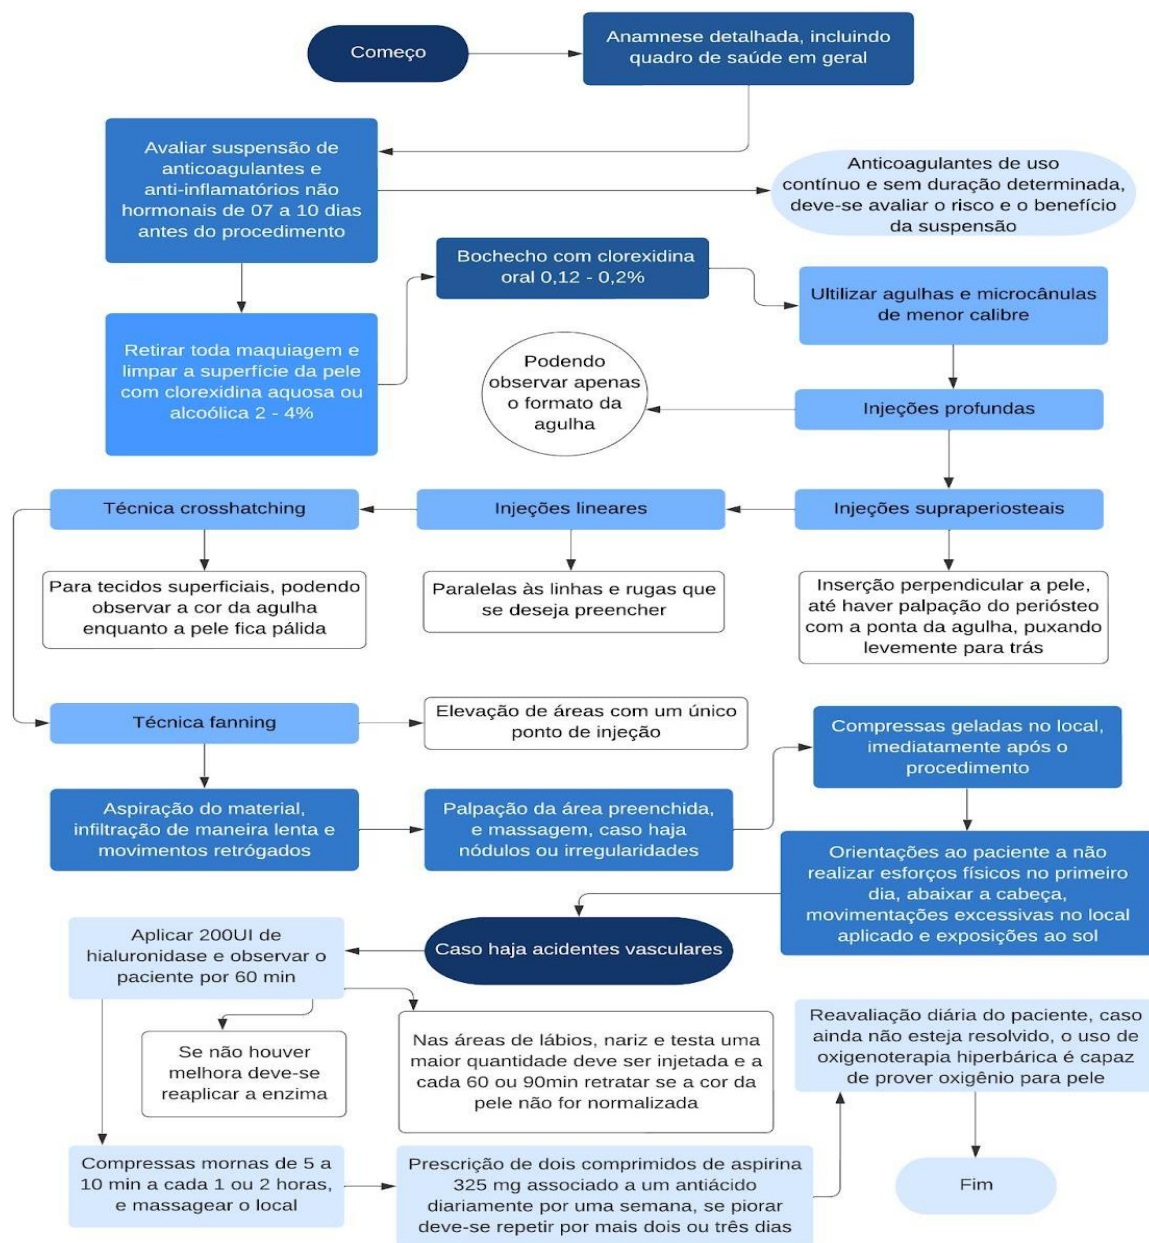 Começo
Anamnese detalhada, incluindo
quadro de saúde em geral
Avaliar suspensão de
anticoagulantes e
anti-inflamatórios não
hormonais de 07 a 10 dias
antes do procedimento
Anticoagulantes de uso
contínuo e sem duração determinada,
deve-se avaliar o risco e o benefício
da suspensão
Retirar toda maquiagem e
limpar a superfície da pele
com clorexidina aquosa ou
alcoólica 2 - 4%
Bochecho com clorexidina
oral 0,12 - 0,2%
Ultilizar agulhas e microcânulas
de menor calibre
Injeções profundas
Podendo
observar apenas
o formato da
agulha
Injeções supraperiosteais
Inserção perpendicular a pele,
até haver palpação do periósteo
com a ponta da agulha, puxando
levemente para trás
Injeções lineares
Paralelas às linhas e rugas que
se deseja preencher
Técnica crosshatching
Para tecidos superficiais, podendo
observar a cor da agulha
enquanto a pele fica pálida
Técnica fanning
Elevação de áreas com um único
ponto de injeção
Aspiração do material,
infiltração de maneira lenta e
movimentos retrógados
Palpação da área preenchida,
e massagem, caso haja
nódulos ou irregularidades
Compressas geladas no local,
imediatamente após o
procedimento
Orientações ao paciente a não
realizar esforços físicos no primeiro
dia, abaixar a cabeça,
movimentações excessivas no local
aplicado e exposições ao sol
Caso haja acidentes vasculares
Aplicar 200UI de
hialuronidase e observar o
paciente por 60 min
Se não houver
melhora deve-se
reaplicar a enzima
Nas áreas de lábios, nariz e testa uma
maior quantidade deve ser injetada e a
cada 60 ou 90min retratar se a cor da
pele não for normalizada
Compressas mornas de 5 a
10 min a cada 1 ou 2 horas,
e massagear o local
Prescrição de dois comprimidos de aspirina
325 mg associado a um antiácido
diariamente por uma semana, se piorar
deve-se repetir por mais dois ou três dias
Reavaliação diária do paciente, caso
ainda não esteja resolvido, o uso de
oxigenoterapia hiperbárica é capaz
de prover oxigênio para pele
Fim